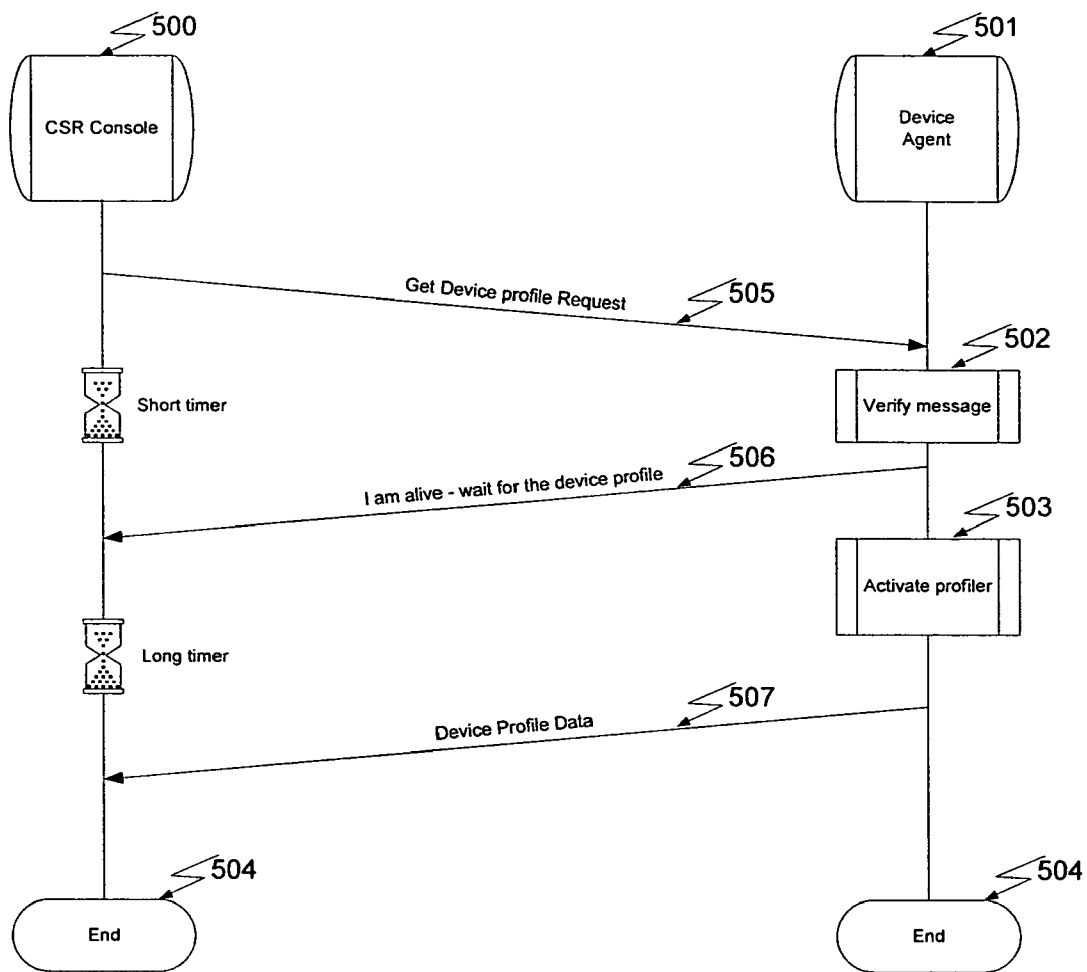 500
501
CSR Console
Device
Agent
Get Device profile Request
505
502
Short timer
Verify message
506
I am alive - wait for the device profile
503
Activate profiler
Long timer
507
Device Profile Data
504
504
End
End